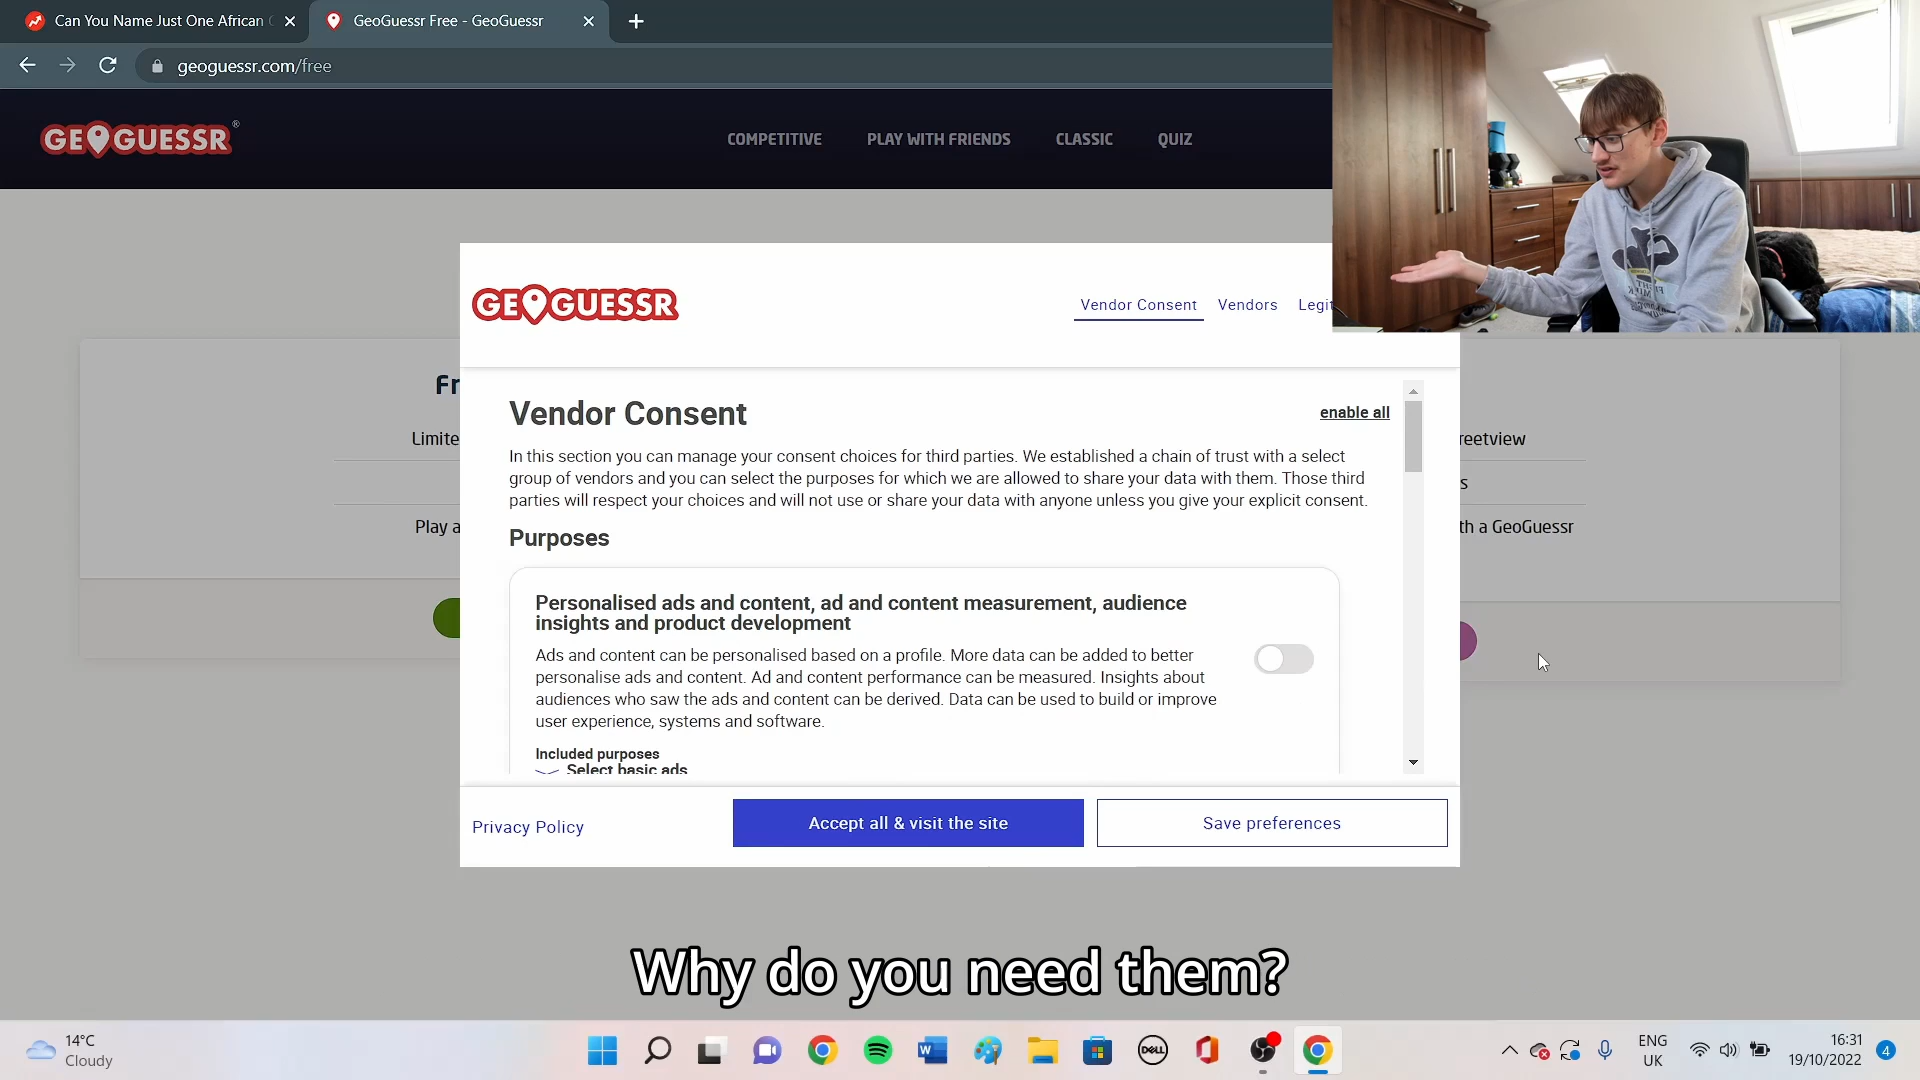 Can You Name Just One African
GeoGuessr Free - GeoGuessr
geoguessr.com/free
GEOGUESSR®
COMPETITIVE
PLAY WITH FRIENDS
CLASSIC
QUIZ
GEOGUESSR
Vendor Consent
Vendors
Legit
Fr
Limite
Play a
reetview
s
th a GeoGuessr
Vendor Consent
enable all
In this section you can manage your consent choices for third parties. We established a chain of trust with a select
group of vendors and you can select the purposes for which we are allowed to share your data with them. Those third
parties will respect your choices and will not use or share your data with anyone unless you give your explicit consent.
Purposes
Personalised ads and content, ad and content measurement, audience
insights and product development
Ads and content can be personalised based on a profile. More data can be added to better
personalise ads and content. Ad and content performance can be measured. Insights about
audiences who saw the ads and content can be derived. Data can be used to build or improve
user experience, systems and software.
Included purposes
Select basic ads
Privacy Policy
Accept all & visit the site
Save preferences
Why do you need them?
14°C
Cloudy
DELL
ENG
UK
16:31
19/10/2022
4